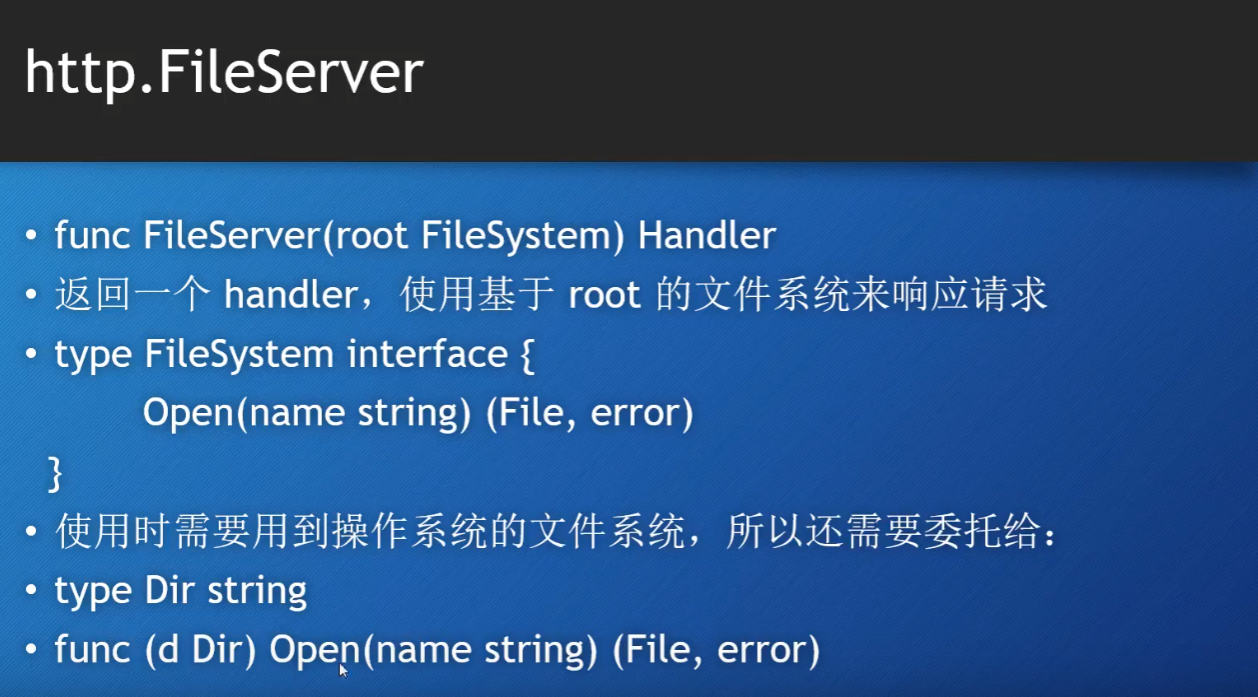 http.FileServer
• func FileServer(root FileSystem) Handler
• 返回一个 handler，使用基于 root 的文件系统来响应请求
• type FileSystem interface {
Open(name string) (File, error)
}
• 使用时需要用到操作系统的文件系统，所以还需要委托给：
• type Dir string
• func (d Dir) Open(name string) (File, error)